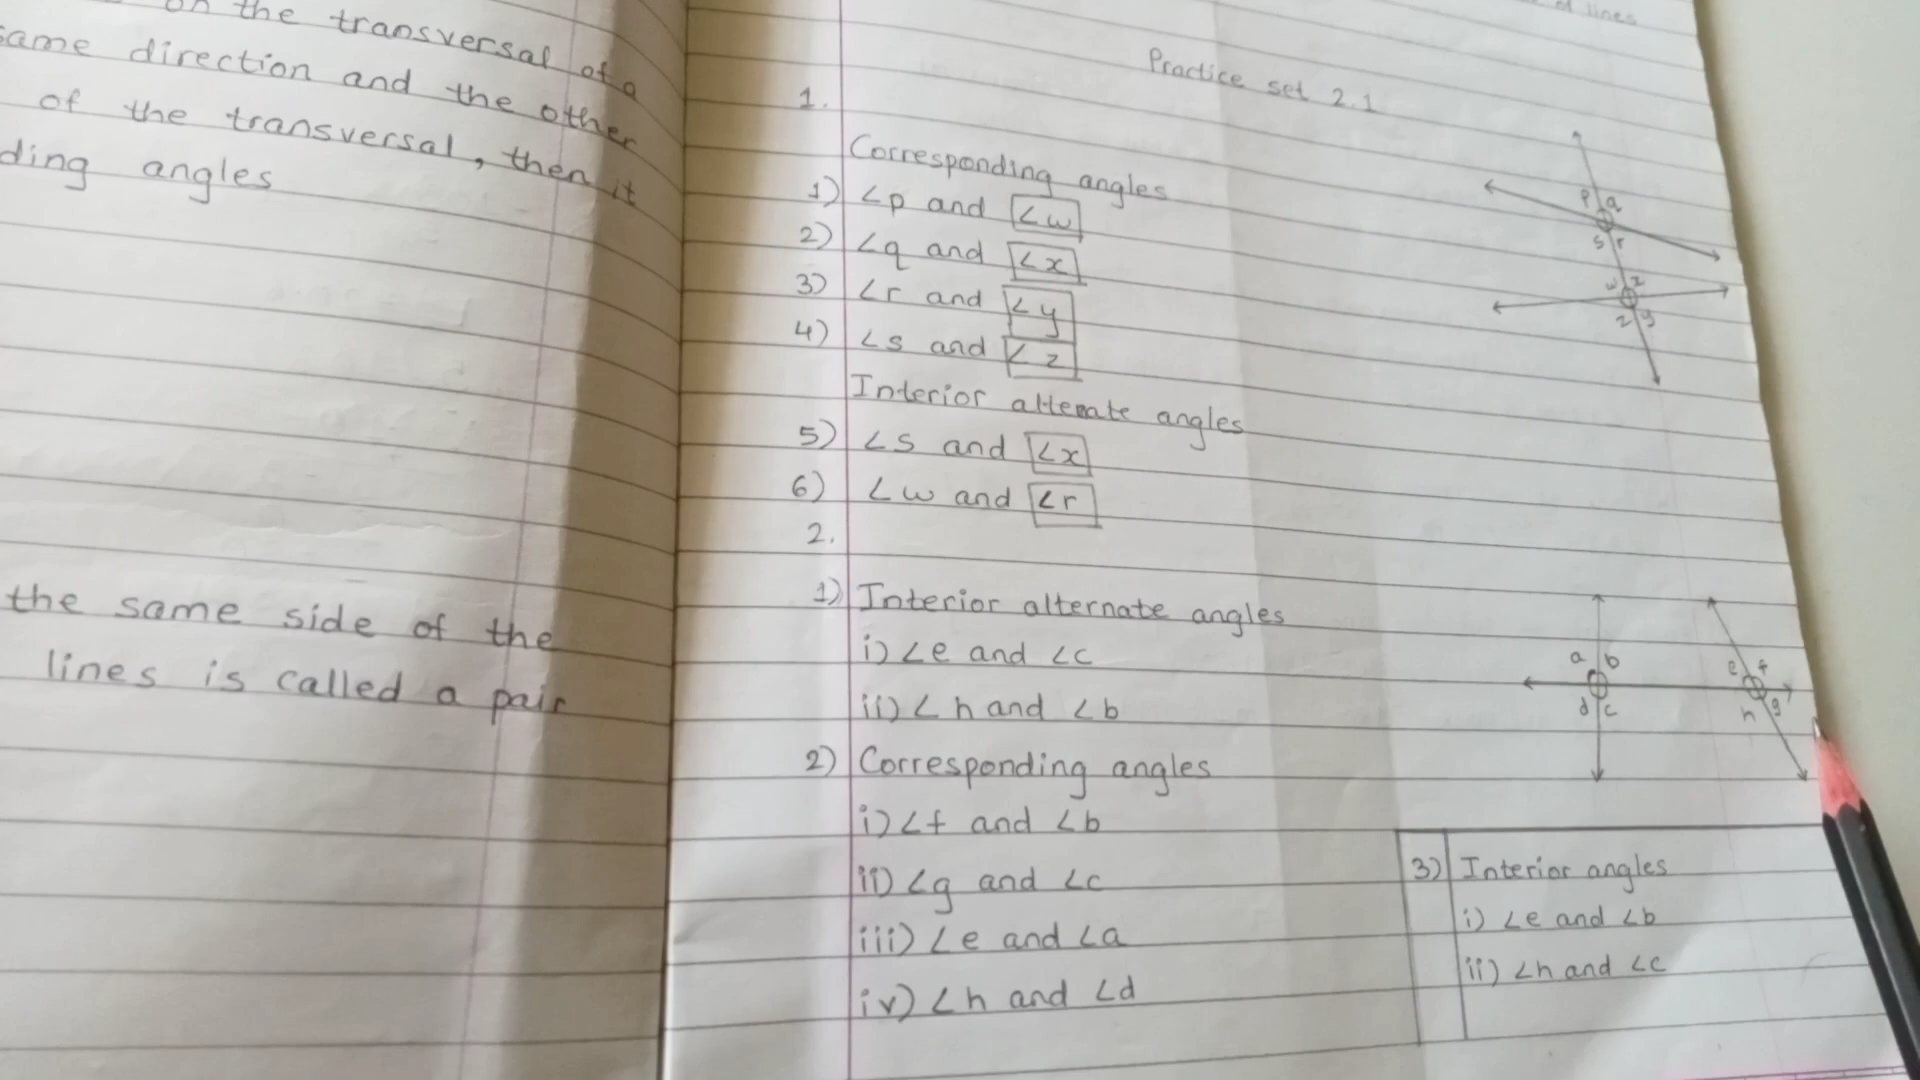 on the transversal of a
same direction and the other
of the transversal, then it
ding angles
the same side of the
lines is called a pair
of lines
Practice set 2.1
1.
Corresponding angles
1) ∠p and ∠w
2) ∠q and ∠x
3) ∠r and ∠y
4) ∠s and ∠z
Interior alternate angles
5) ∠s and ∠x
6) ∠w and ∠r
p q
s r
w
z y
2.
1) Interior alternate angles
i) ∠e and ∠c
ii) ∠h and ∠b
2) Corresponding angles
i) ∠f and ∠b
ii) ∠g and ∠c
iii) ∠e and ∠a
iv) ∠h and ∠d
a b
d c
e f
h g
3) Interior angles
i) ∠e and ∠b
ii) ∠h and ∠c